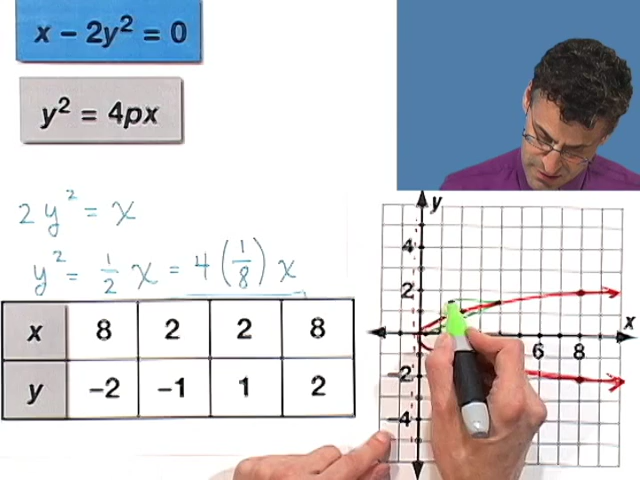 x − 2y² = 0
y² = 4px
2y² = x
y² = 1/2 x = 4(1/8)x
x 8 2 2 8
y −2 −1 1 2
y
4
2
x
6 8
−2
−4